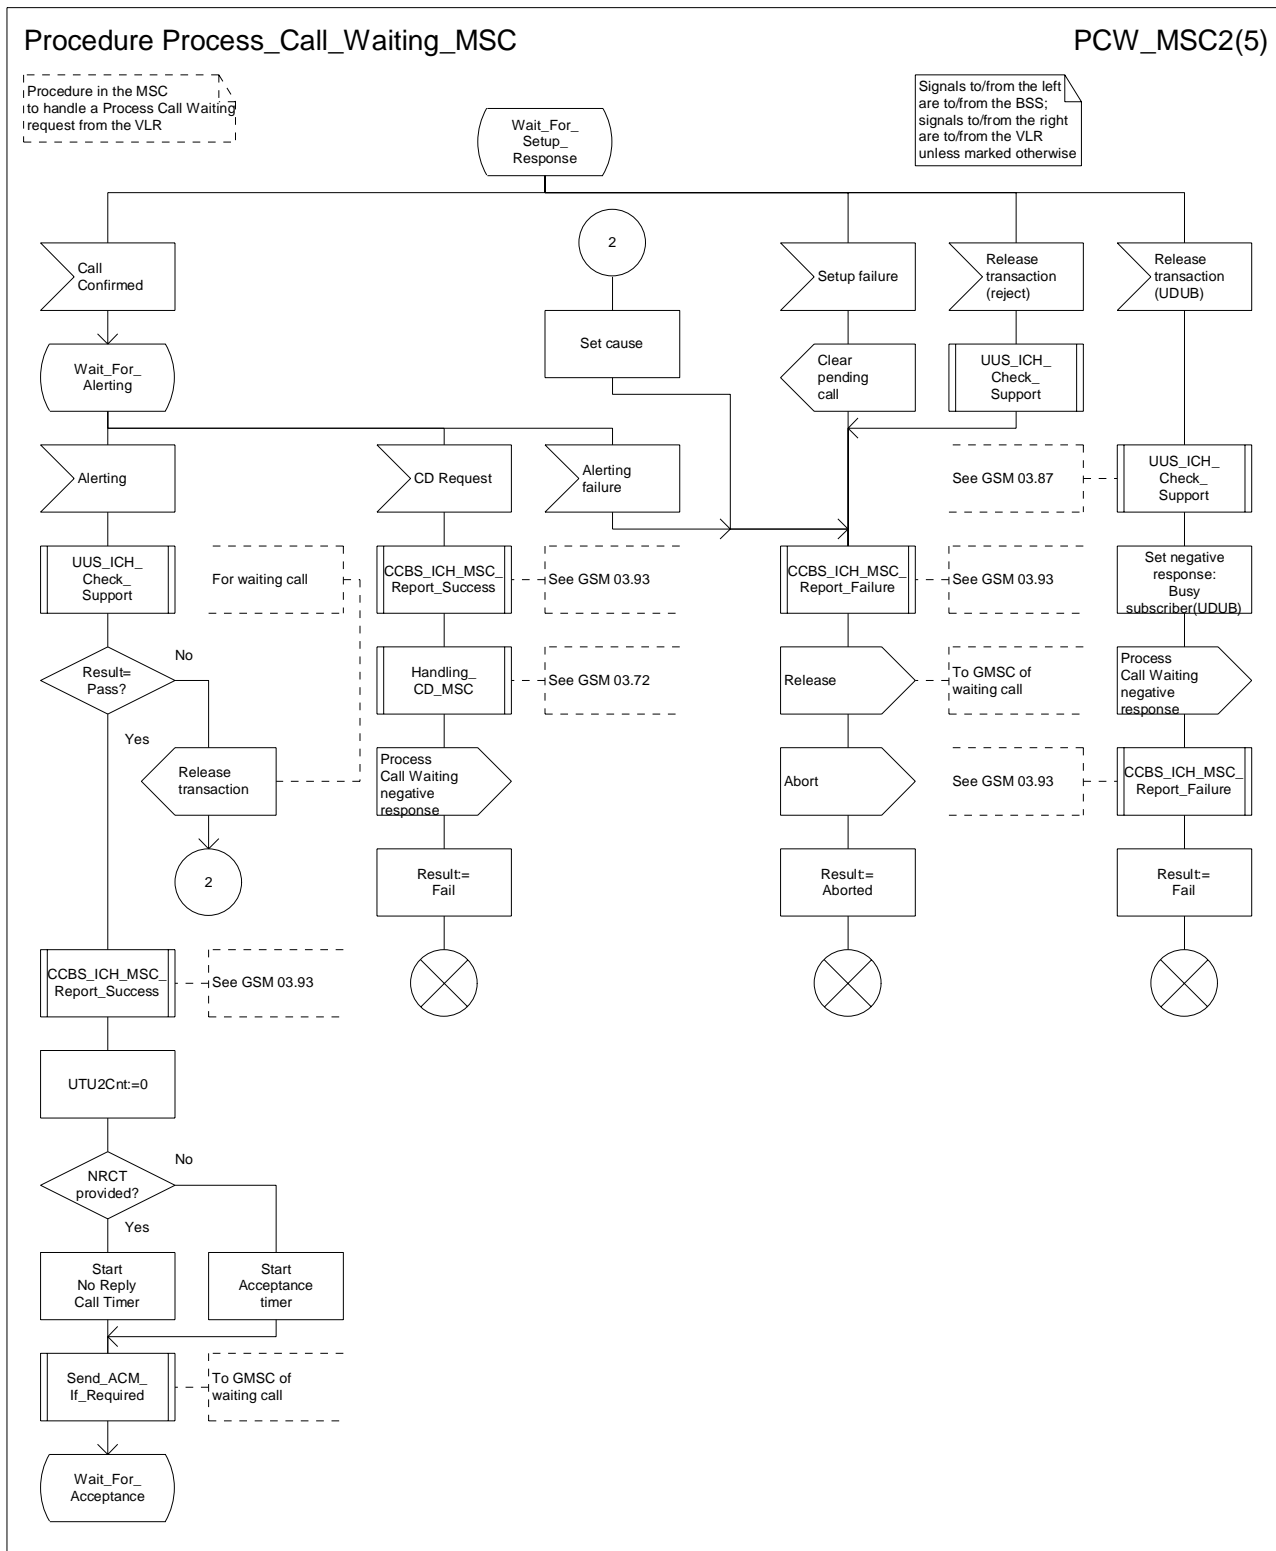 Procedure Process_Call_Waiting_MSC
PCW_MSC2(5)
Procedure in the MSC
to handle a Process Call Waiting
request from the VLR
Signals to/from the left
are to/from the BSS;
signals to/from the right
are to/from the VLR
unless marked otherwise
Wait_For_
Setup_
Response
2
Call
Confirmed
Setup failure
Release
transaction
(reject)
Release
transaction
(UDUB)
Set cause
Wait_For_
Alerting
Clear
pending
call
UUS_ICH_
Check_
Support
Alerting
CD Request
Alerting
failure
See GSM 03.87
UUS_ICH_
Check_
Support
UUS_ICH_
Check_
Support
For waiting call
CCBS_ICH_MSC_
Report_Success
See GSM 03.93
CCBS_ICH_MSC_
Report_Failure
See GSM 03.93
Set negative
response:
Busy
subscriber(UDUB)
Result=
Pass?
No
Yes
Handling_
CD_MSC
See GSM 03.72
Release
To GMSC of
waiting call
Process
Call Waiting
negative
response
Release
transaction
Process
Call Waiting
negative
response
Abort
See GSM 03.93
CCBS_ICH_MSC_
Report_Failure
2
Result:=
Fail
Result:=
Aborted
Result:=
Fail
CCBS_ICH_MSC_
Report_Success
See GSM 03.93
UTU2Cnt:=0
NRCT
provided?
No
Yes
Start
No Reply
Call Timer
Start
Acceptance
timer
Send_ACM_
If_Required
To GMSC of
waiting call
Wait_For_
Acceptance